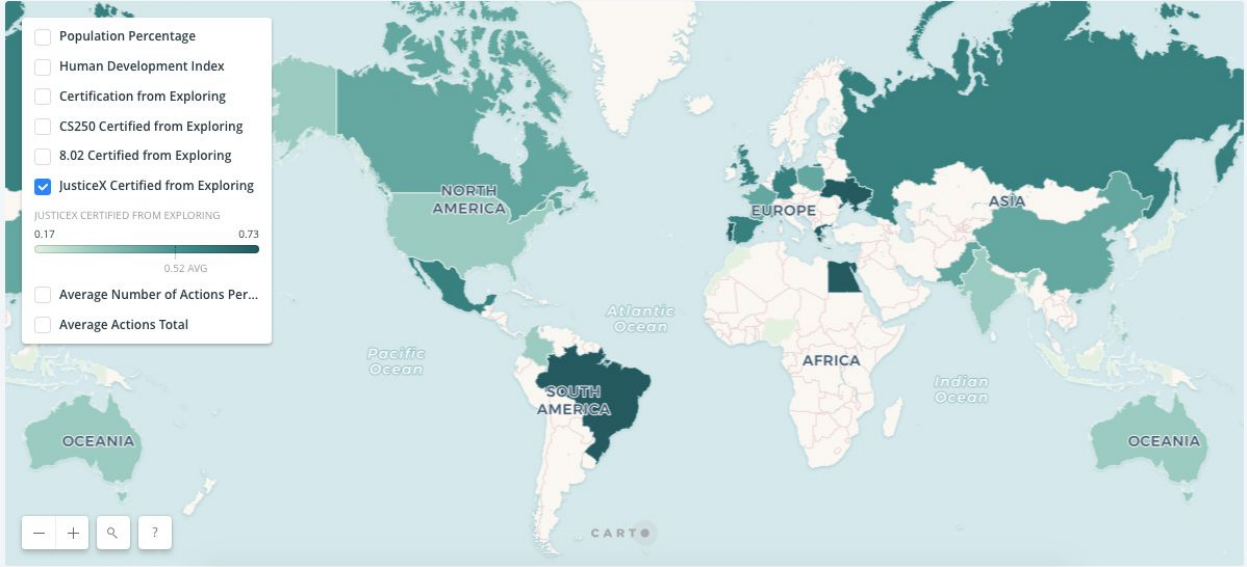 Population Percentage
Human Development Index
Certification from Exploring
CS250 Certified from Exploring
8.02 Certified from Exploring
JusticeX Certified from Exploring
JUSTICEX CERTIFIED FROM EXPLORING
0.17 0.73
0.52 AVG
Average Number of Actions Per...
Average Actions Total
NORTH
AMERICA
EUROPE
ASIA
Atlantic
Ocean
Pacific
Ocean
AFRICA
SOUTH
AMERICA
Indian
Ocean
OCEANIA
OCEANIA
− + ?
CARTO